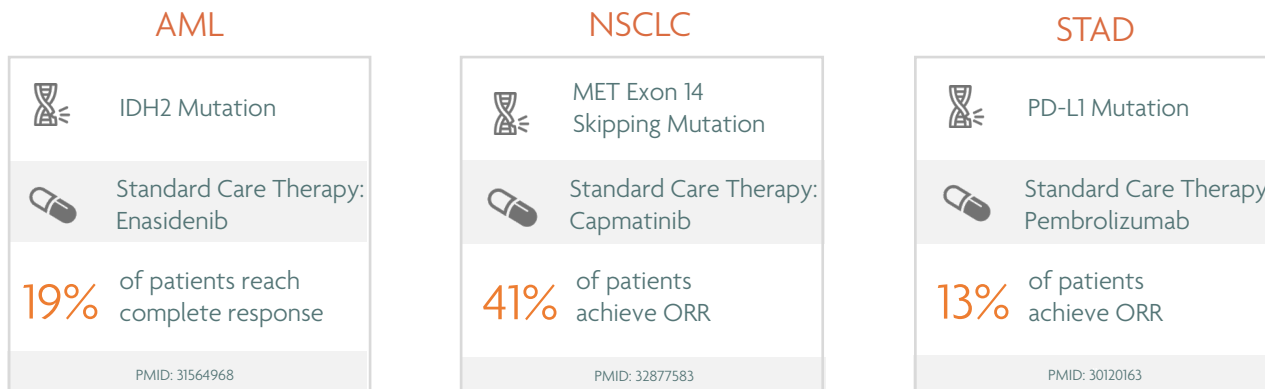 AML
IDH2 Mutation
Standard Care Therapy:
Enasidenib
19%
of patients reach
complete response
PMID: 31564968
NSCLC
MET Exon 14
Skipping Mutation
Standard Care Therapy:
Capmatinib
41%
of patients
achieve ORR
PMID: 32877583
STAD
PD-L1 Mutation
Standard Care Therapy
Pembrolizumab
13%
of patients
achieve ORR
PMID: 30120163